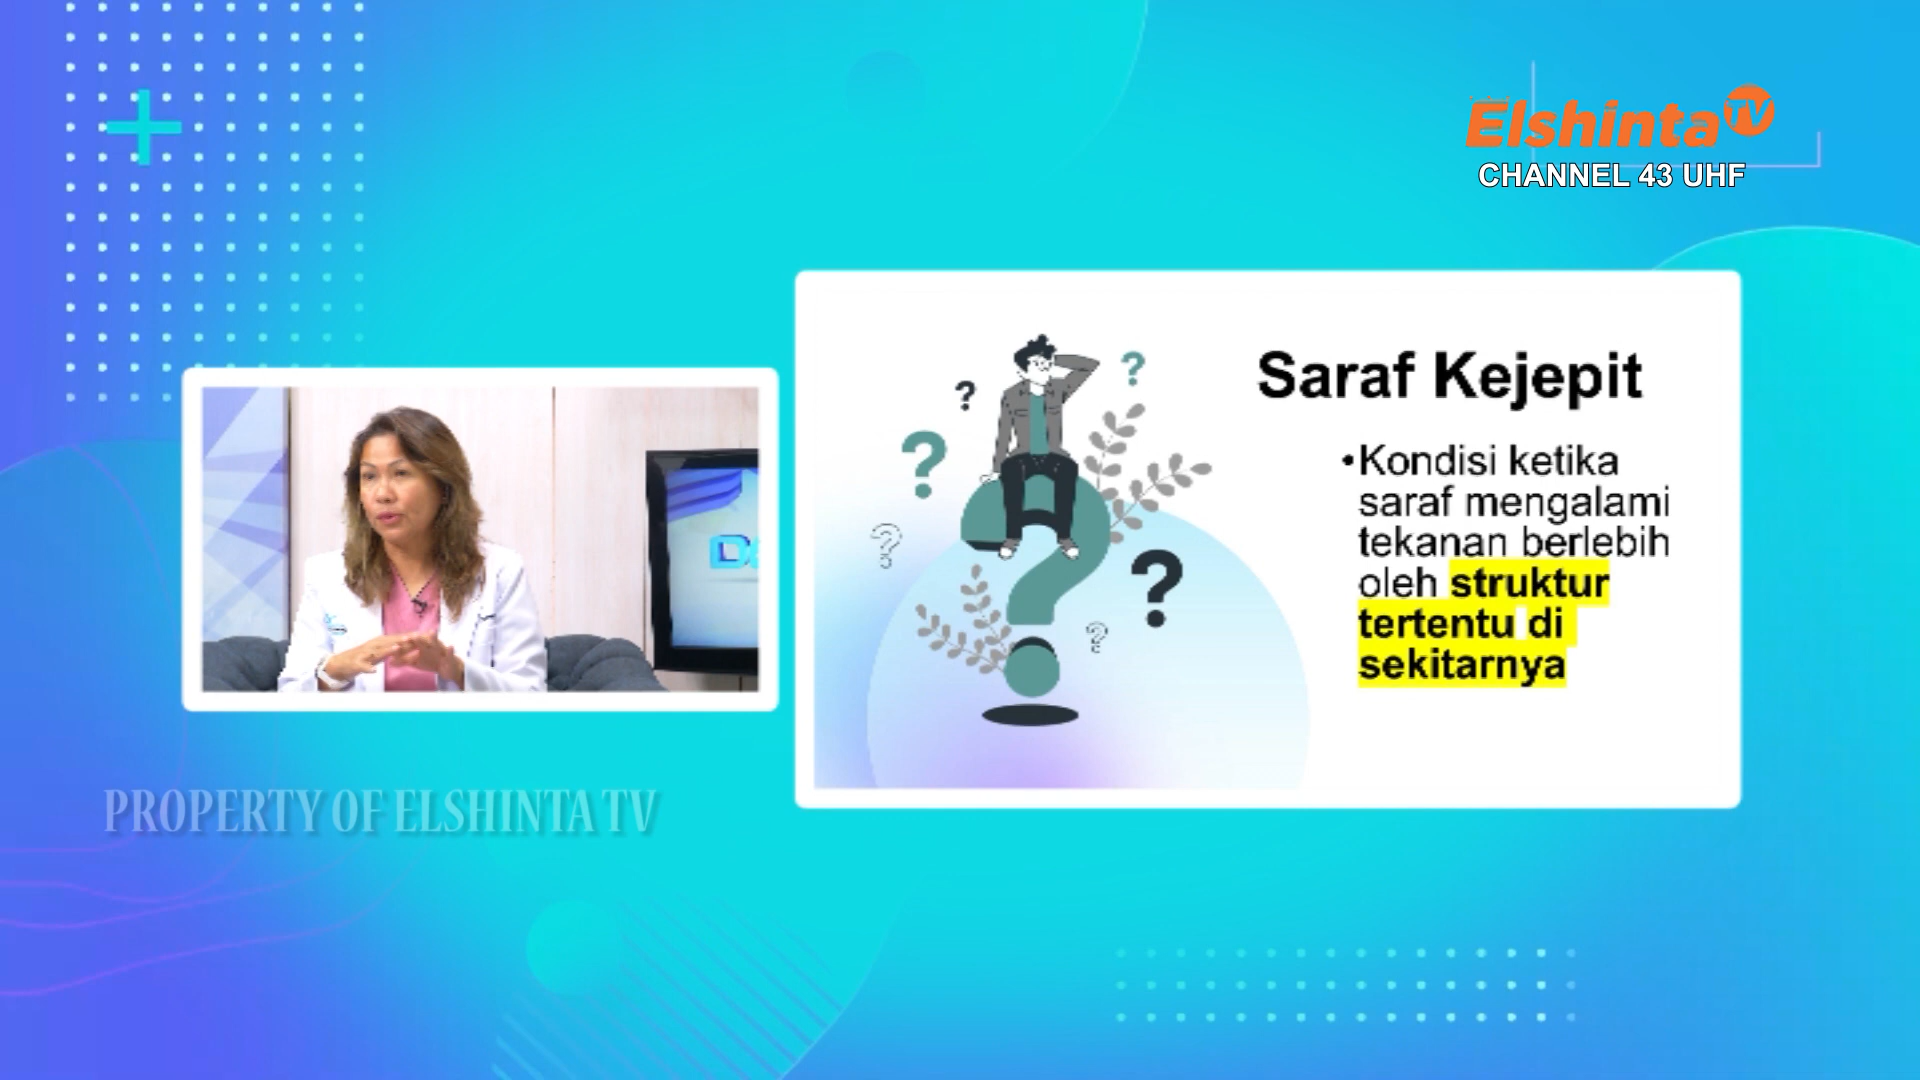 Elshinta TV
CHANNEL 43 UHF
Saraf Kejepit
•Kondisi ketika
saraf mengalami
tekanan berlebih
oleh struktur
tertentu di
sekitarnya
PROPERTY OF ELSHINTA TV